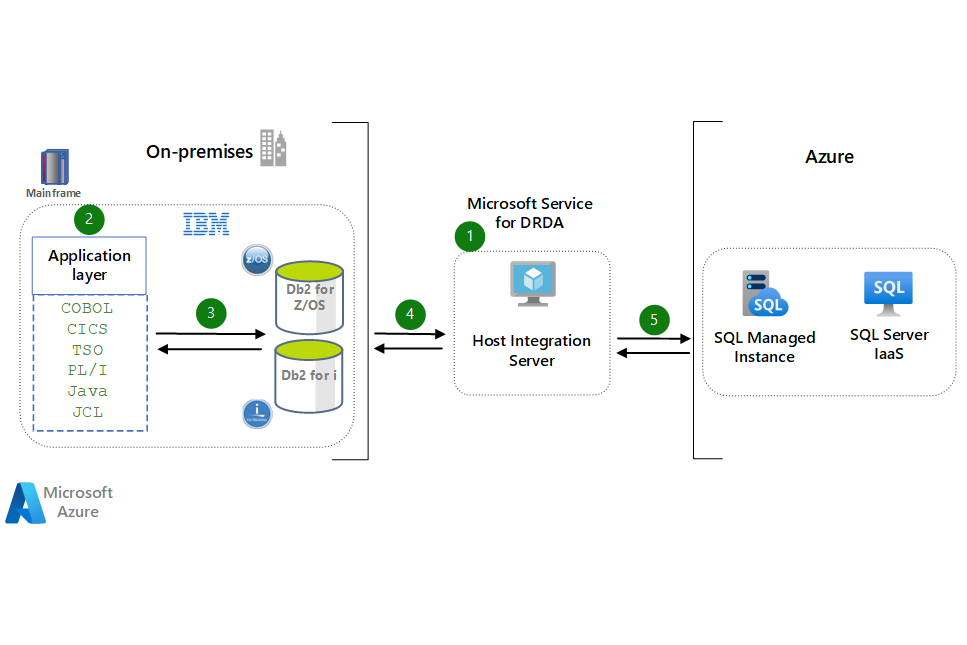 On-premises
Mainframe
2
IBM
Application
layer
COBOL
CICS
TSO
PL/I
Java
JCL
3
z/OS
Db2 for
Z/OS
Db2 for i
i
4
Microsoft Service
for DRDA
1
Host Integration
Server
5
Azure
SQL
SQL Managed
Instance
SQL
SQL Server
IaaS
Microsoft
Azure